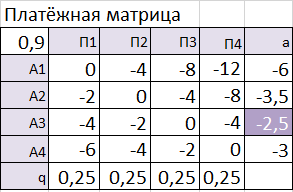 Платёжная матрица
0,9 П1 П2 П3 П4 a
A1 0 -4 -8 -12 -6
A2 -2 0 -4 -8 -3,5
A3 -4 -2 0 -4 -2,5
A4 -6 -4 -2 0 -3
q 0,25 0,25 0,25 0,25